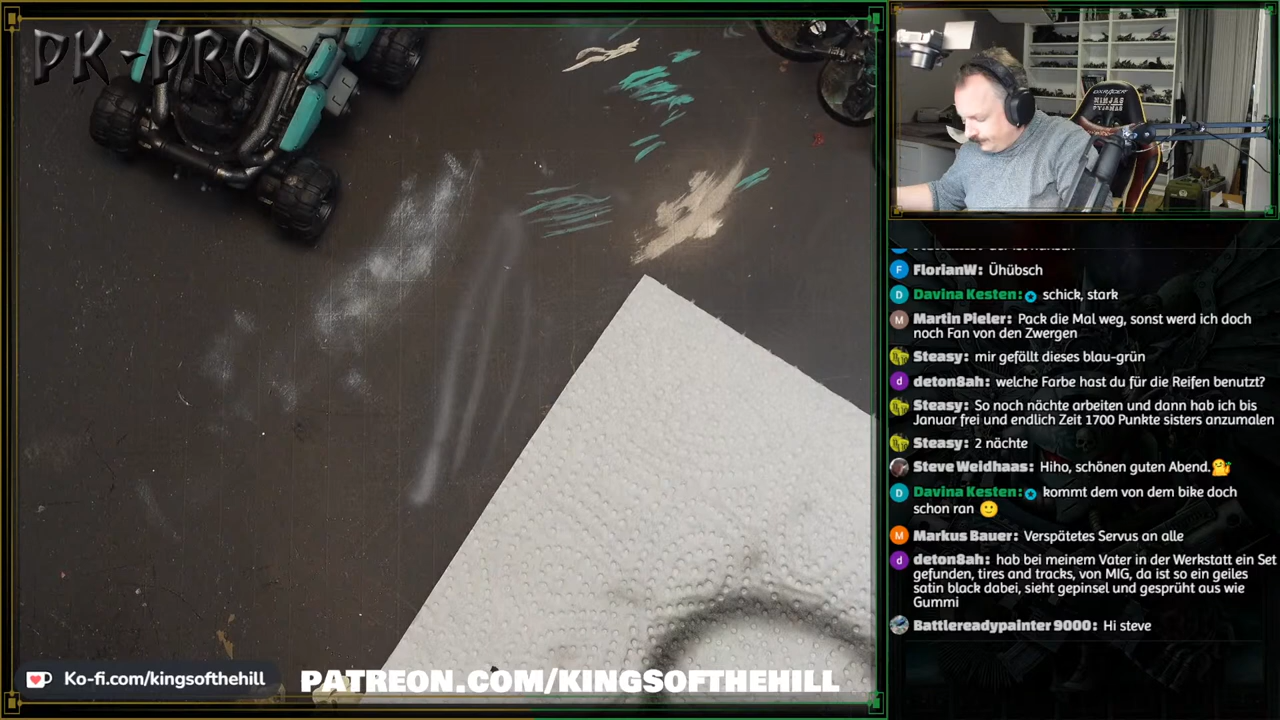 PK-PRO
FlorianW: Ühübsch
Davina Kesten: schick, stark
Martin Pieler: Pack die Mal weg, sonst werd ich doch
noch Fan von den Zwergen
Steasy: mir gefällt dieses blau-grün
deton8ah: welche Farbe hast du für die Reifen benutzt?
Steasy: So noch nächte arbeiten und dann hab ich bis
Januar frei und endlich Zeit 1700 Punkte sisters anzumalen
Steasy: 2 nächte
Steve Weidhaas: Hiho, schönen guten Abend.
Davina Kesten: kommt dem von dem bike doch
schon ran
Markus Bauer: Verspätetes Servus an alle
deton8ah: hab bei meinem Vater in der Werkstatt ein Set
gefunden, tires and tracks, von MIG, da ist so ein geiles
satin black dabei, sieht gepinsel und gesprüht aus wie
Gummi
Battlereadypainter 9000: Hi steve
Ko-fi.com/kingsofthehill
PATREON.COM/KINGSOFTHEHILL